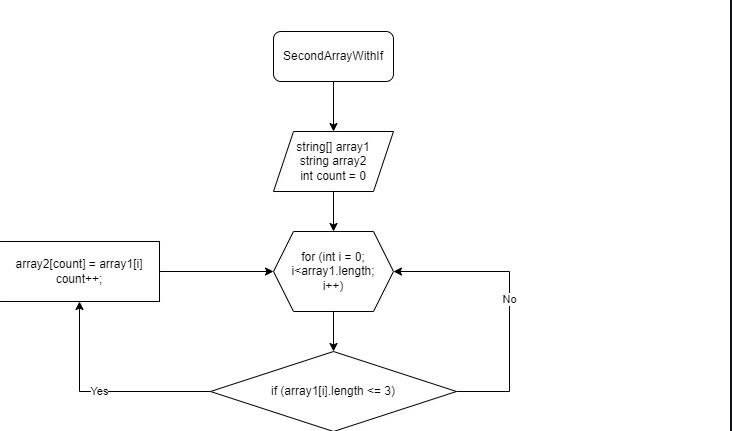 SecondArrayWithIf
string[] array1
string array2
int count = 0
for (int i = 0;
i<array1.length;
i++)
array2[count] = array1[i]
count++;
No
if (array1[i].length <= 3)
Yes